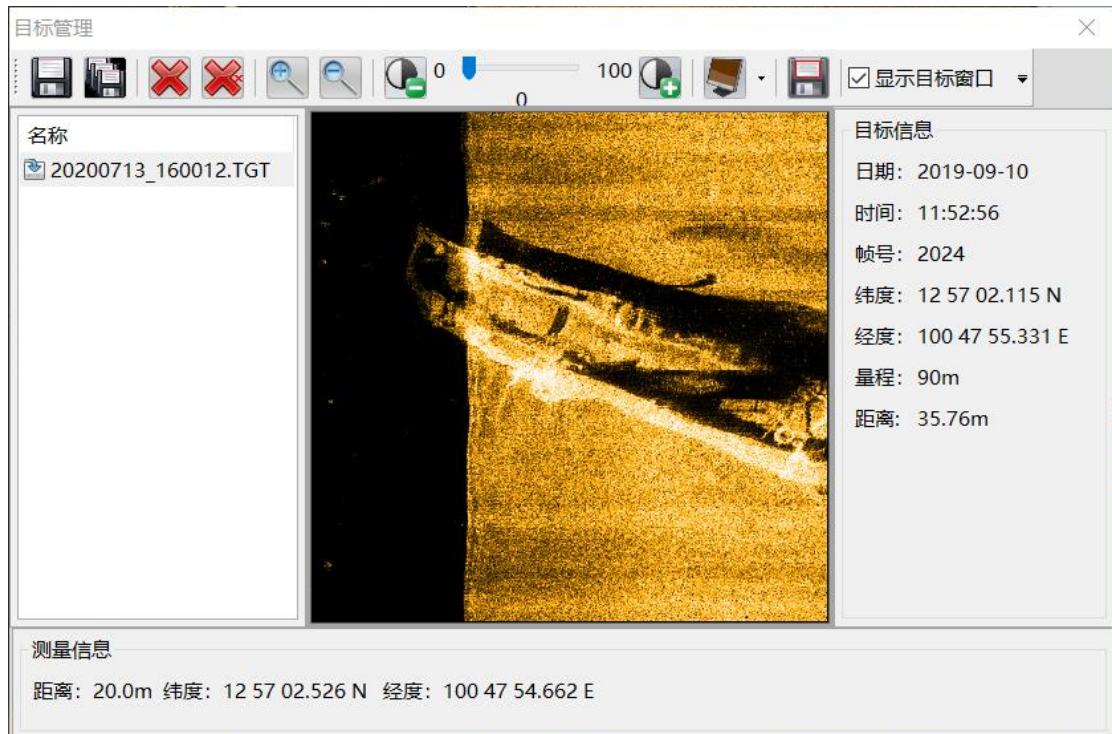 目标管理
0 100 显示目标窗口
0
名称
20200713_160012.TGT
目标信息
日期: 2019-09-10
时间: 11:52:56
帧号: 2024
纬度: 12 57 02.115 N
经度: 100 47 55.331 E
量程: 90m
距离: 35.76m
测量信息
距离: 20.0m 纬度: 12 57 02.526 N 经度: 100 47 54.662 E